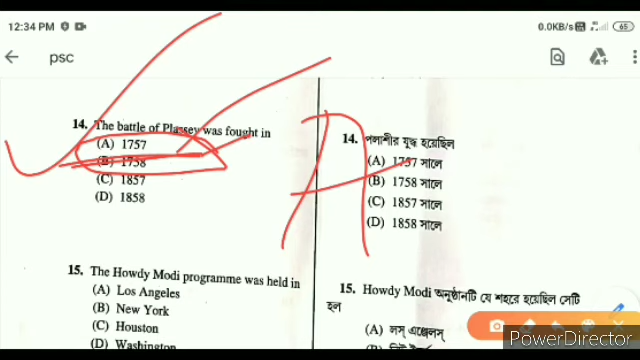 12:34 PM
0.0KB/s
65
psc
14. The battle of Plassey was fought in
(A) 1757
(B) 1758
(C) 1857
(D) 1858
15. The Howdy Modi programme was held in
(A) Los Angeles
(B) New York
(C) Houston
(D) Washington
14. পলাশীর যুদ্ধ হয়েছিল
(A) 1757 সালে
(B) 1758 সালে
(C) 1857 সালে
(D) 1858 সালে
15. Howdy Modi অনুষ্ঠানটি যে শহরে হয়েছিল সেটি
হল
(A) লস্ এঞ্জেলস্
PowerDirector